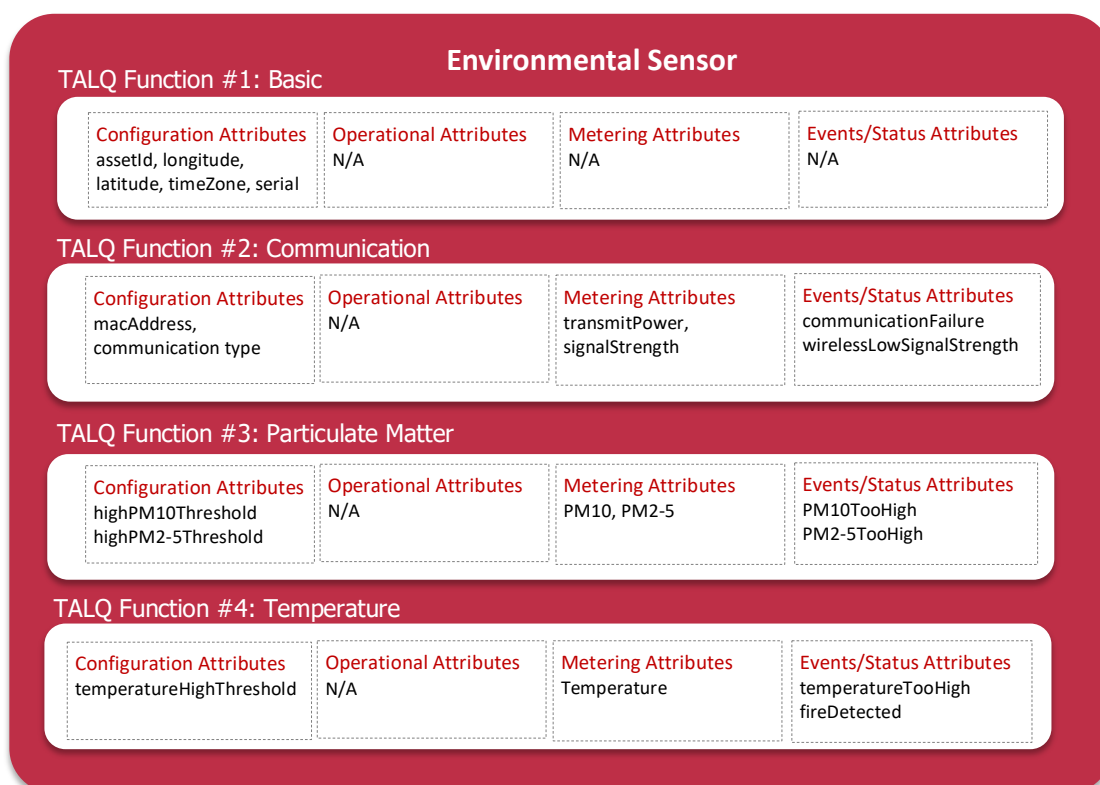 Environmental Sensor
TALQ Function #1: Basic
Configuration Attributes
assetId, longitude,
latitude, timeZone, serial
Operational Attributes
N/A
Metering Attributes
N/A
Events/Status Attributes
N/A
TALQ Function #2: Communication
Configuration Attributes
macAddress,
communication type
Operational Attributes
N/A
Metering Attributes
transmitPower,
signalStrength
Events/Status Attributes
communicationFailure
wirelessLowSignalStrength
TALQ Function #3: Particulate Matter
Configuration Attributes
highPM10Threshold
highPM2-5Threshold
Operational Attributes
N/A
Metering Attributes
PM10, PM2-5
Events/Status Attributes
PM10TooHigh
PM2-5TooHigh
TALQ Function #4: Temperature
Configuration Attributes
temperatureHighThreshold
Operational Attributes
N/A
Metering Attributes
Temperature
Events/Status Attributes
temperatureTooHigh
fireDetected